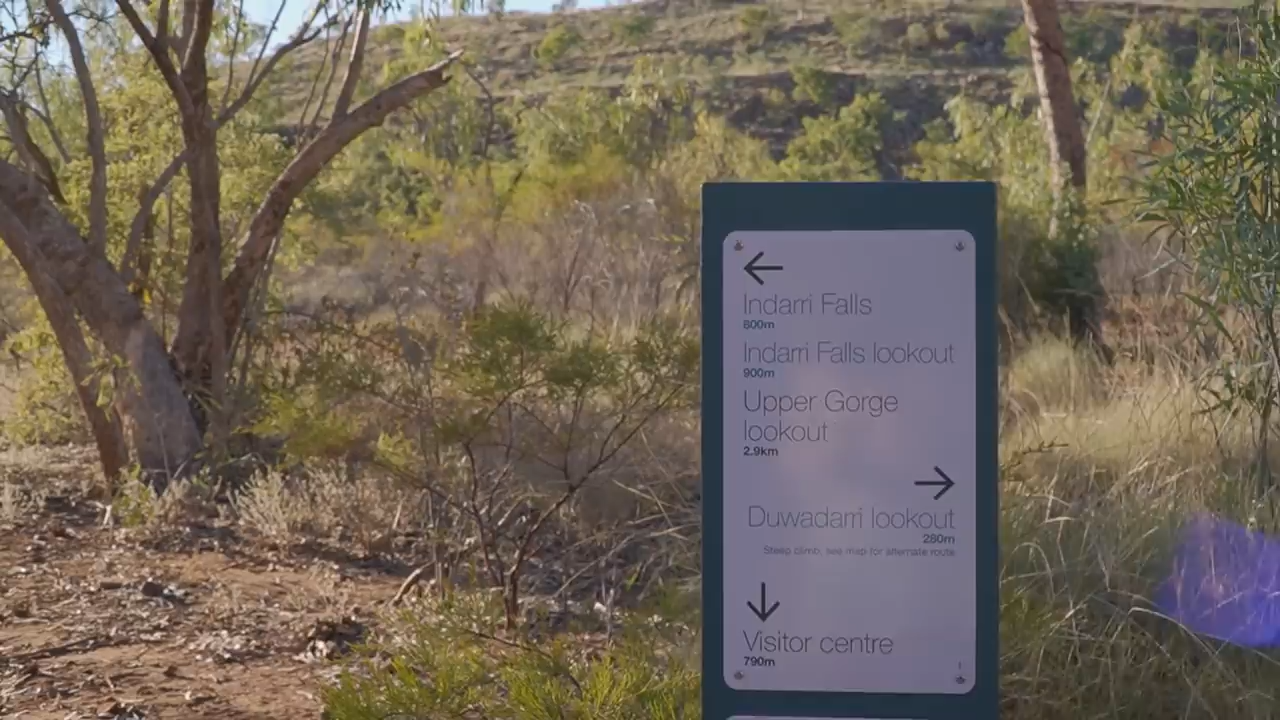 Indarri Falls
800m
Indarri Falls lookout
900m
Upper Gorge
lookout
2.9km
Duwadarri lookout
280m
Steep climb, see map for alternate route
Visitor centre
790m